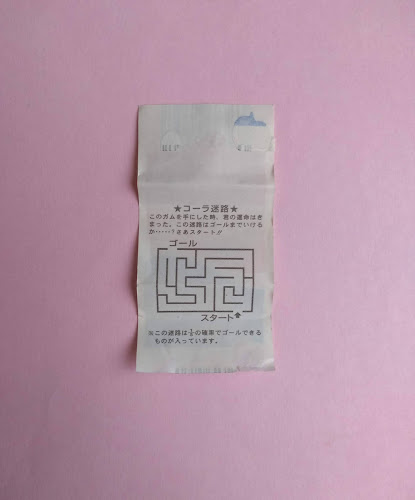 ★コーラ迷路★
このガムを手にした時、君の運命はき
まった。この迷路はゴールまでいける
か……？さあスタート!!
ゴール
スタート
※この迷路は½の確率でゴールできる
ものが入っています。